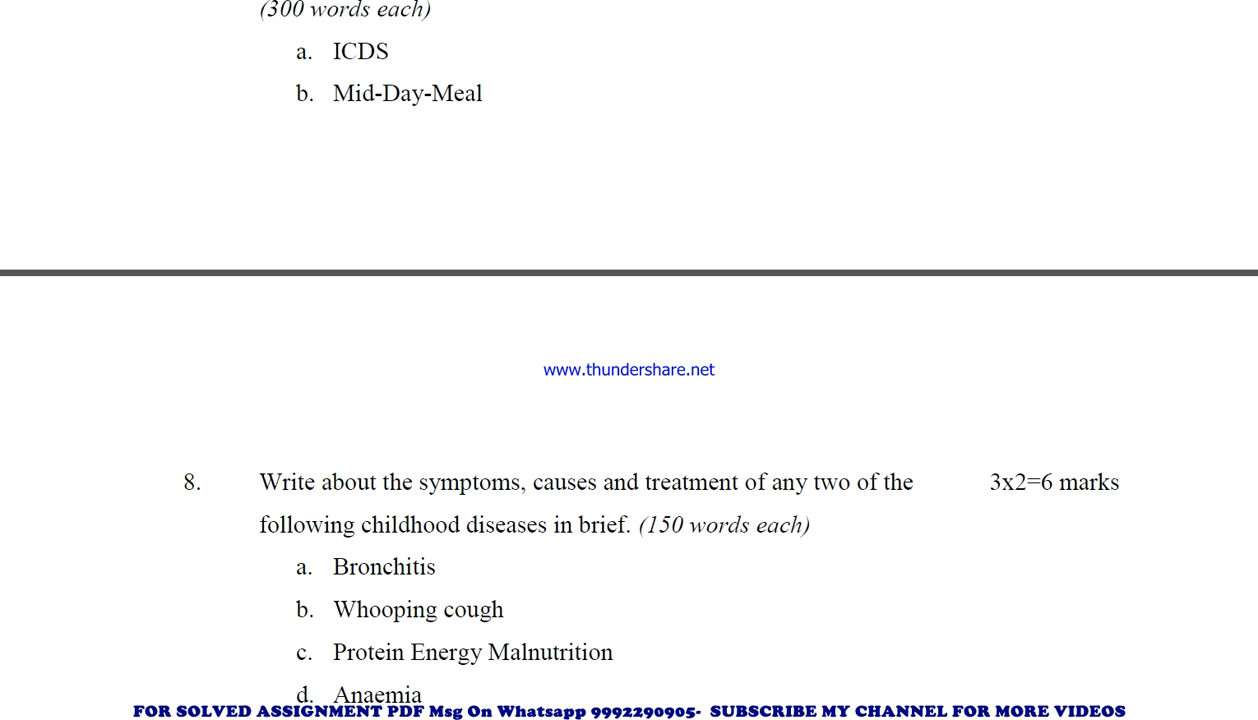 (300 words each)
a. ICDS
b. Mid-Day-Meal
www.thundershare.net
8. Write about the symptoms, causes and treatment of any two of the 3x2=6 marks
following childhood diseases in brief. (150 words each)
a. Bronchitis
b. Whooping cough
c. Protein Energy Malnutrition
d. Anaemia
FOR SOLVED ASSIGNMENT PDF Msg On Whatsapp 9992290905- SUBSCRIBE MY CHANNEL FOR MORE VIDEOS